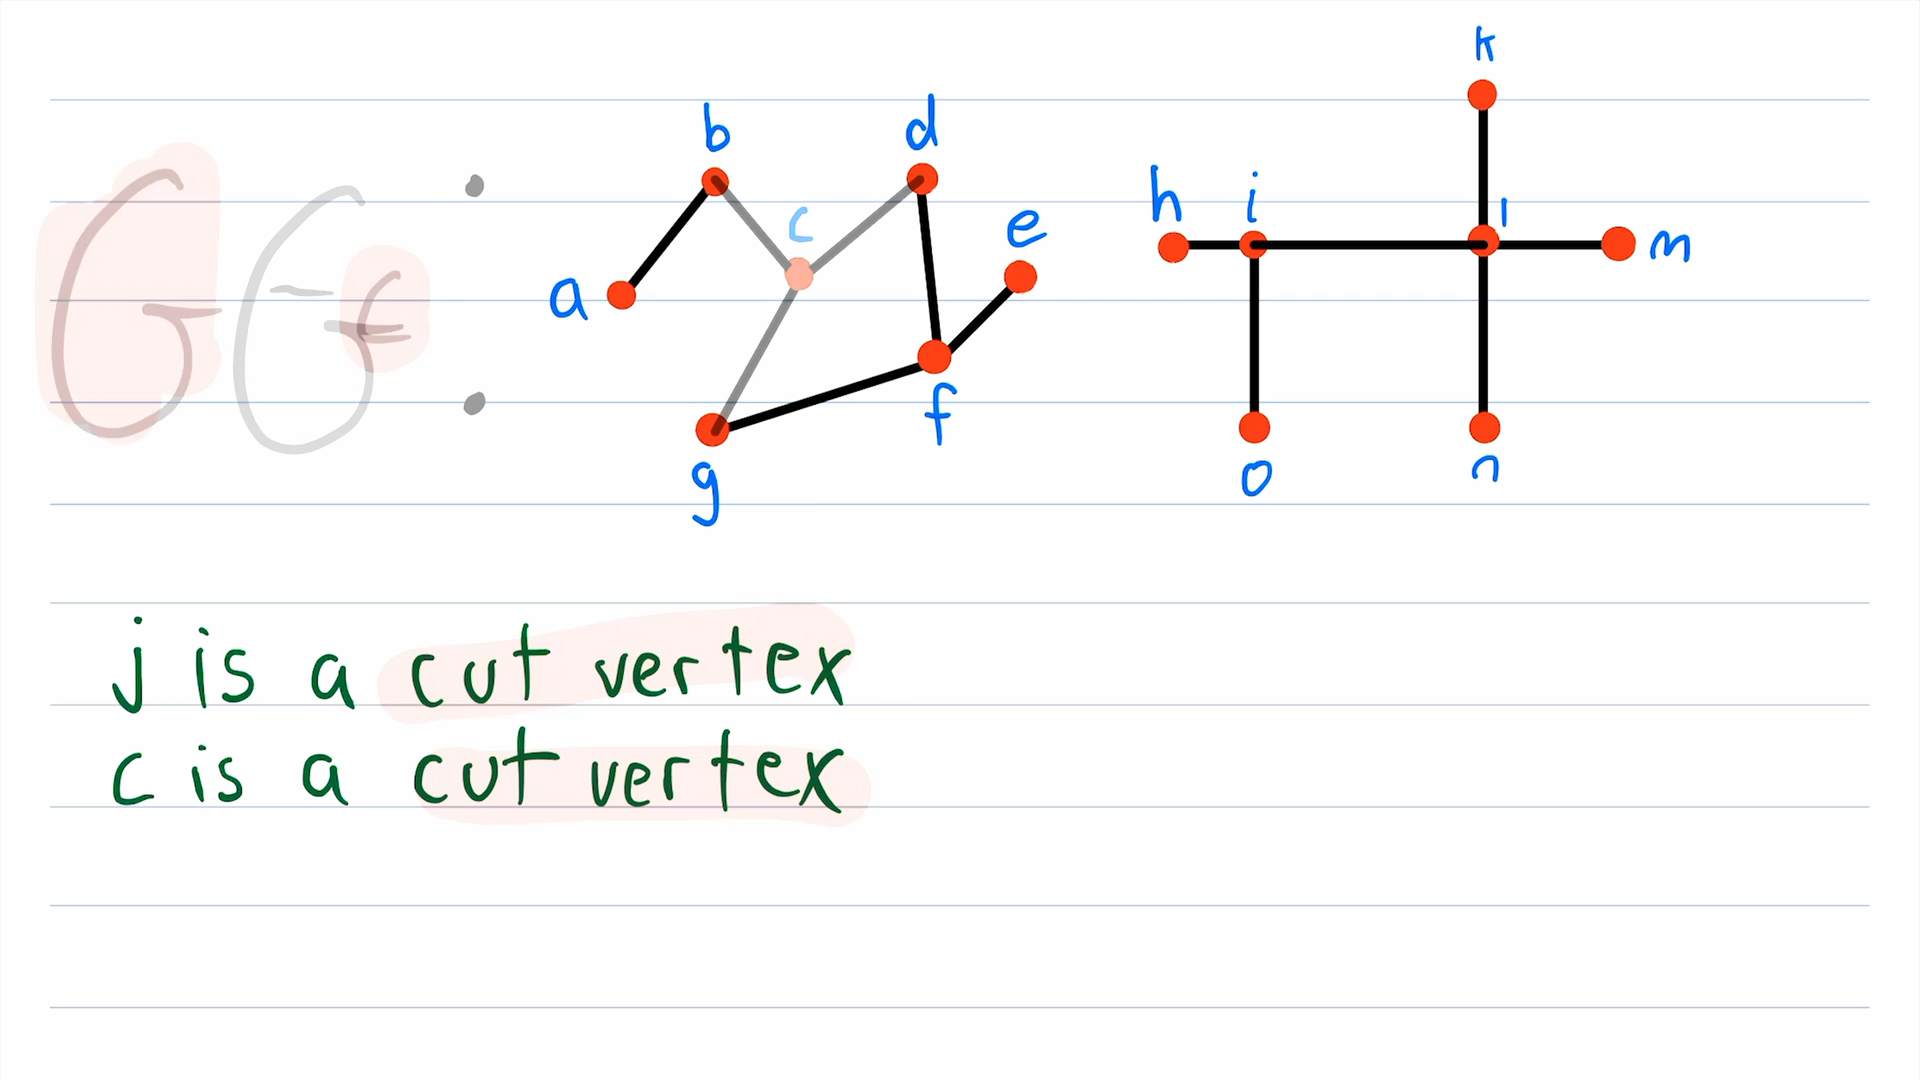 k
b d
h i l
c e
a m
G G - c :
f
g o n
j is a cut vertex
c is a cut vertex